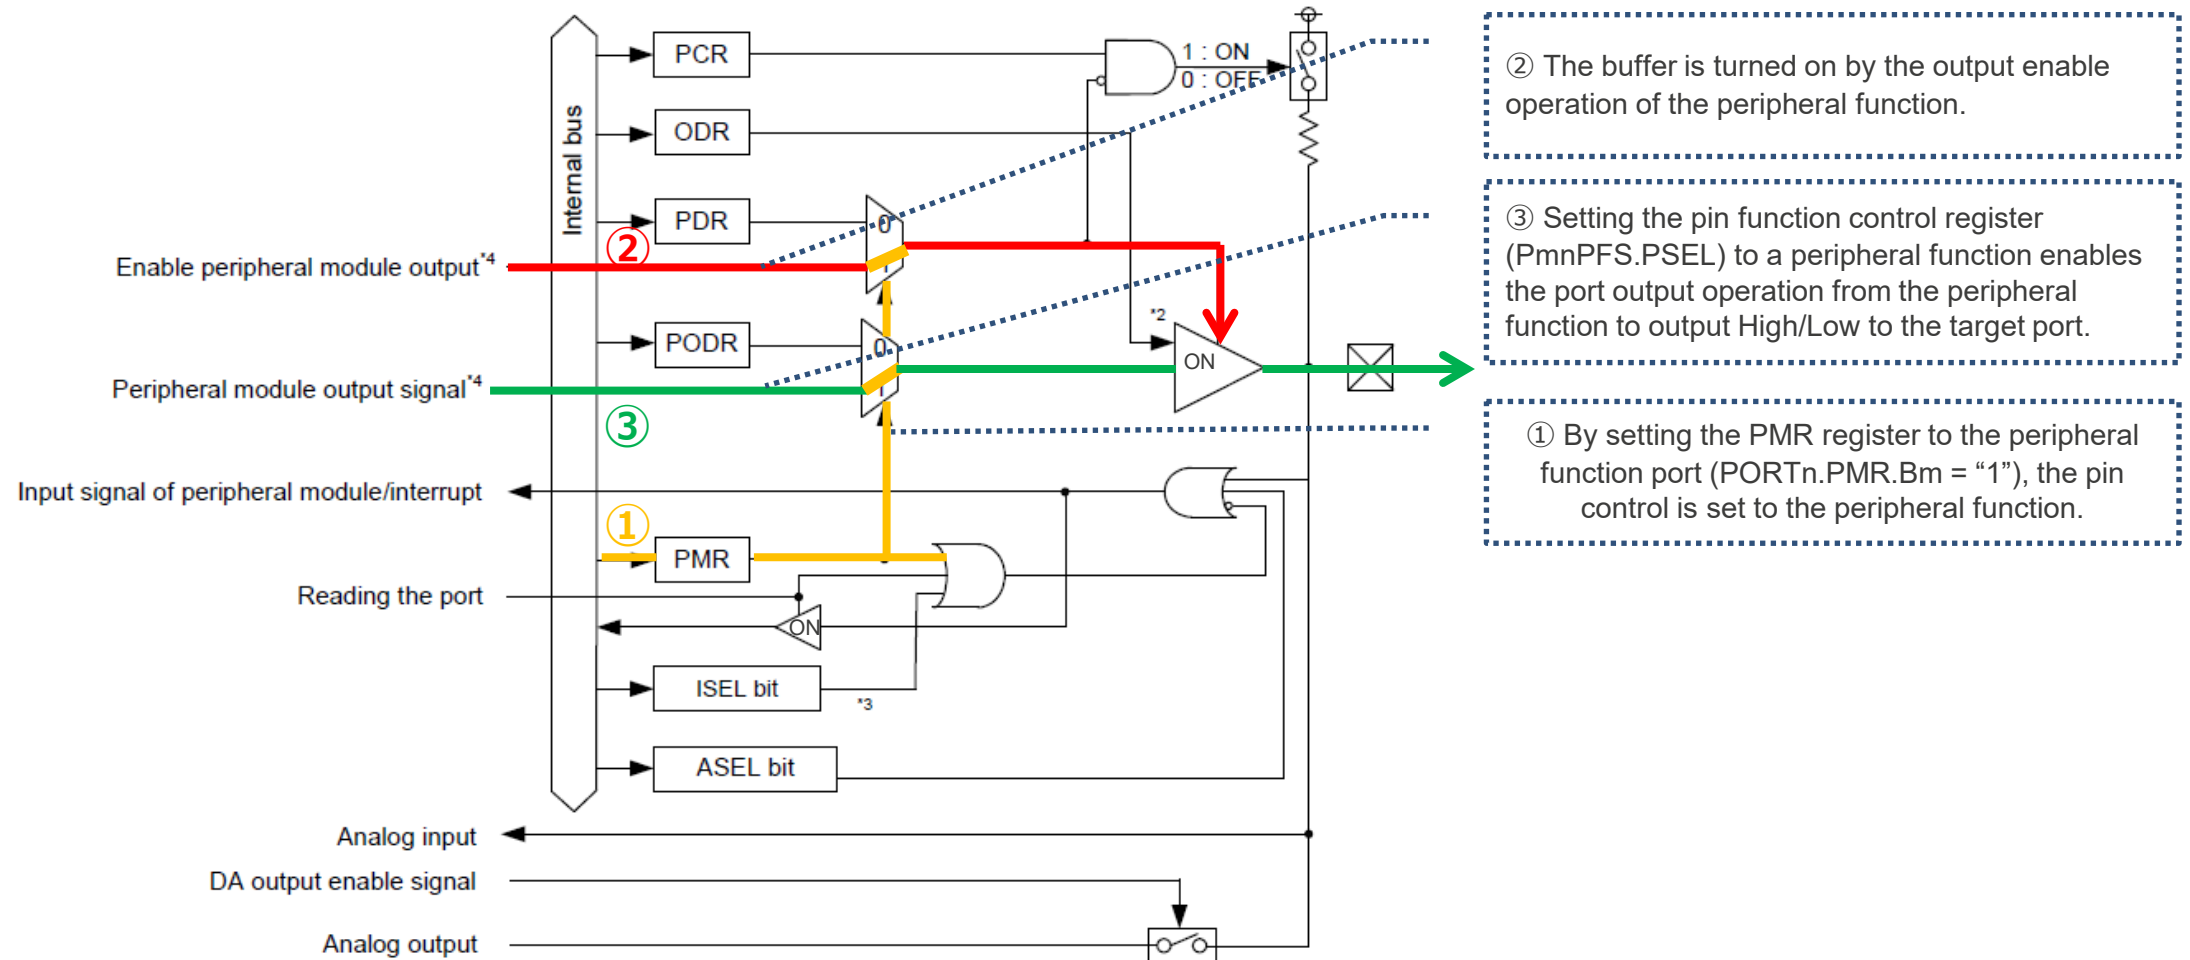 PCR
1 : ON
0 : OFF
ODR
Internal bus
PDR
0
②
Enable peripheral module output*4
1
*2
PODR
0
ON
Peripheral module output signal*4
1
③
Input signal of peripheral module/interrupt
①
PMR
Reading the port
ON
ISEL bit
*3
ASEL bit
Analog input
DA output enable signal
Analog output
② The buffer is turned on by the output enable
operation of the peripheral function.
③ Setting the pin function control register
(PmnPFS.PSEL) to a peripheral function enables
the port output operation from the peripheral
function to output High/Low to the target port.
① By setting the PMR register to the peripheral
function port (PORTn.PMR.Bm = “1”), the pin
control is set to the peripheral function.